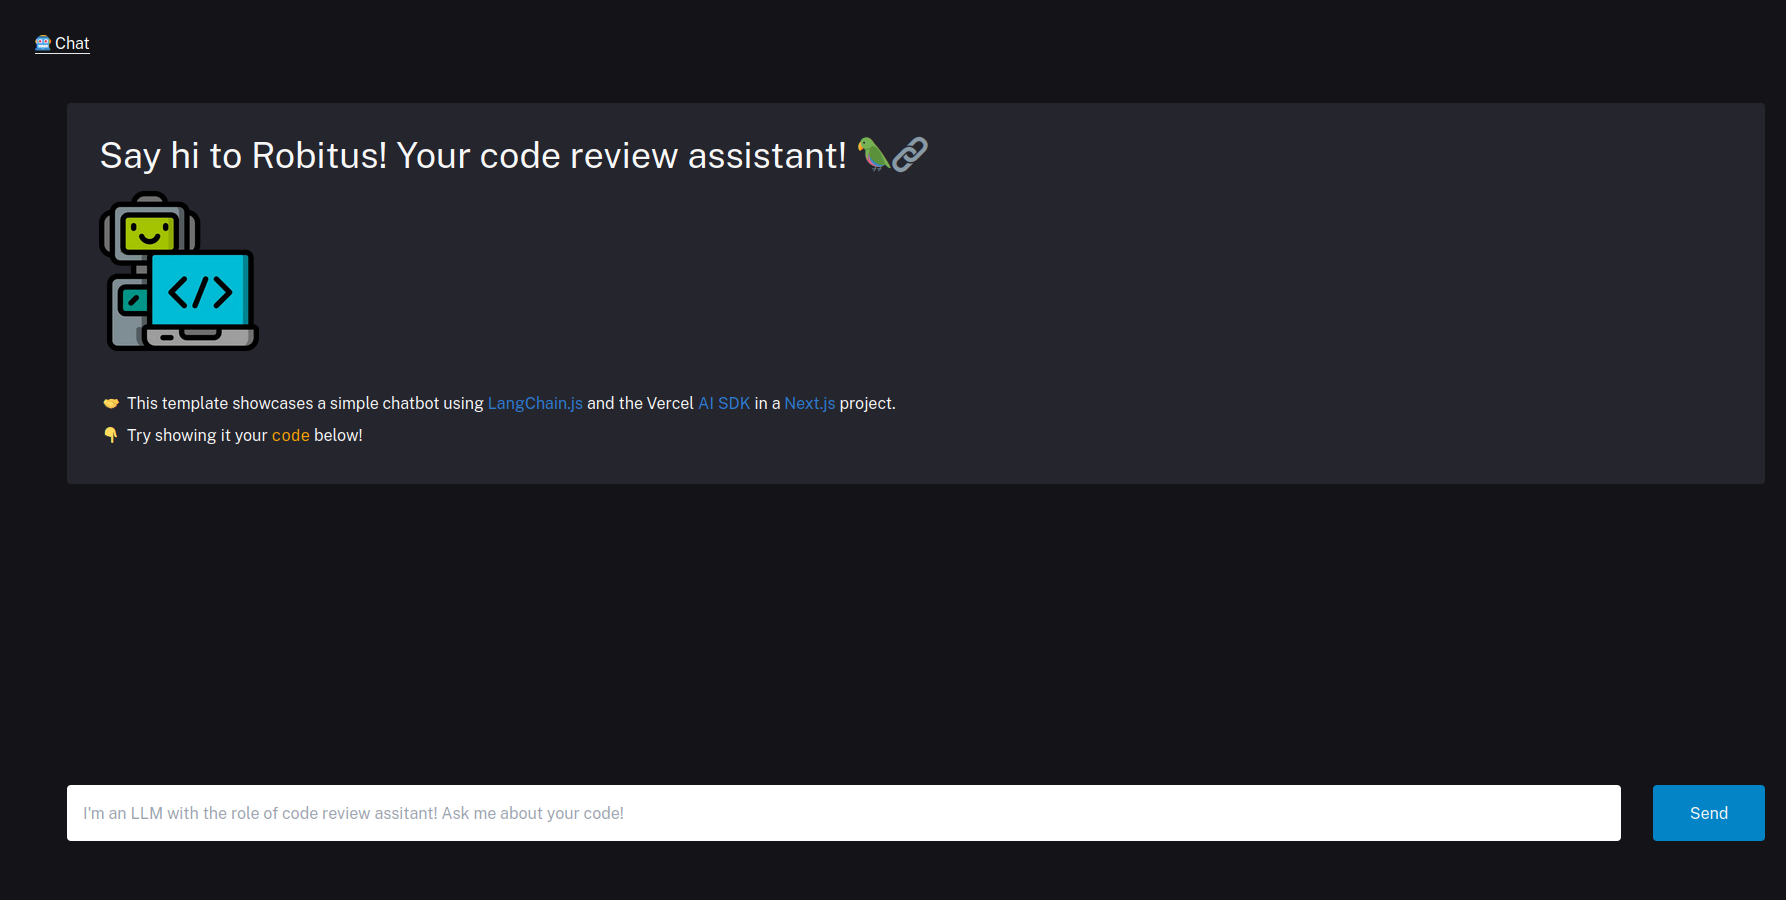 🤖 Chat
Say hi to Robitus! Your code review assistant! 🦜🔗
</>
🤝 This template showcases a simple chatbot using LangChain.js and the Vercel AI SDK in a Next.js project.
👇 Try showing it your code below!
I'm an LLM with the role of code review assitant! Ask me about your code!
Send